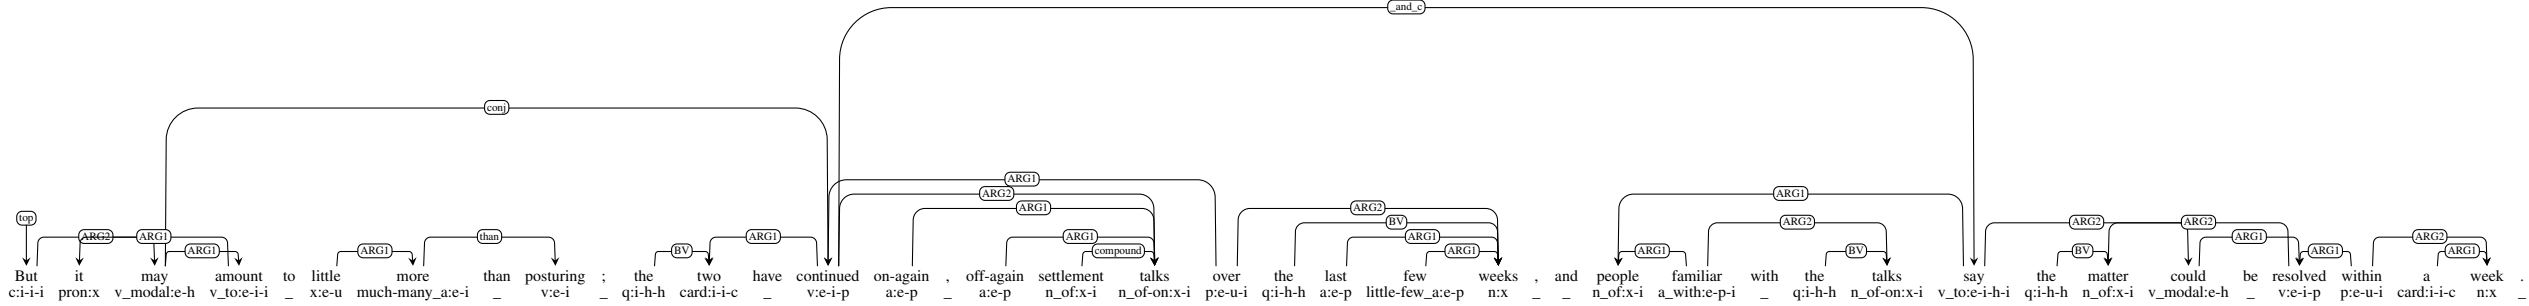 _and_c
conj
ARG1
ARG2
ARG1 ARG2 ARG1
top BV ARG2 ARG2 ARG2
ARG2 ARG1 than ARG1 ARG1 ARG1 ARG1 ARG2
ARG1 ARG1 BV compound ARG1 ARG1 BV BV ARG1 ARG1
But it may amount to little more than posturing ; the two have continued on-again , off-again settlement talks over the last few weeks , and people familiar with the talks say the matter could be resolved within a week .
c:i-i-i pron:x v_modal:e-h v_to:e-i-i _ x:e-u much-many_a:e-i _ v:e-i _ q:i-h-h card:i-i-c _ v:e-i-p a:e-p _ a:e-p n_of:x-i n_of-on:x-i p:e-u-i q:i-h-h a:e-p little-few_a:e-p n:x _ _ n_of:x-i a_with:e-p-i _ q:i-h-h n_of-on:x-i v_to:e-i-h-i q:i-h-h n_of:x-i v_modal:e-h _ v:e-i-p p:e-u-i card:i-i-c n:x _